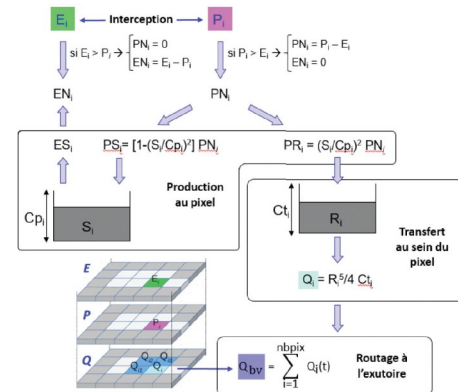 Eᵢ Interception Pᵢ
si Eᵢ > Pᵢ → PNᵢ = 0
ENᵢ = Eᵢ − Pᵢ
si Pᵢ > Eᵢ → PNᵢ = Pᵢ − Eᵢ
ENᵢ = 0
ENᵢ PNᵢ
ESᵢ PSᵢ= [1-(Sᵢ/Cpᵢ)²] PNᵢ PRᵢ = (Sᵢ/Cpᵢ)² PNᵢ
Production
au pixel
Cpᵢ Sᵢ
Ctᵢ Rᵢ
Transfert
au sein du
pixel
Qᵢ = Rᵢ⁵/4 Ctᵢ
E Eᵢ
P Pᵢ
Q
Q_bv = ∑ Qᵢ(t)
nbpix
i=1
Routage à
l'exutoire